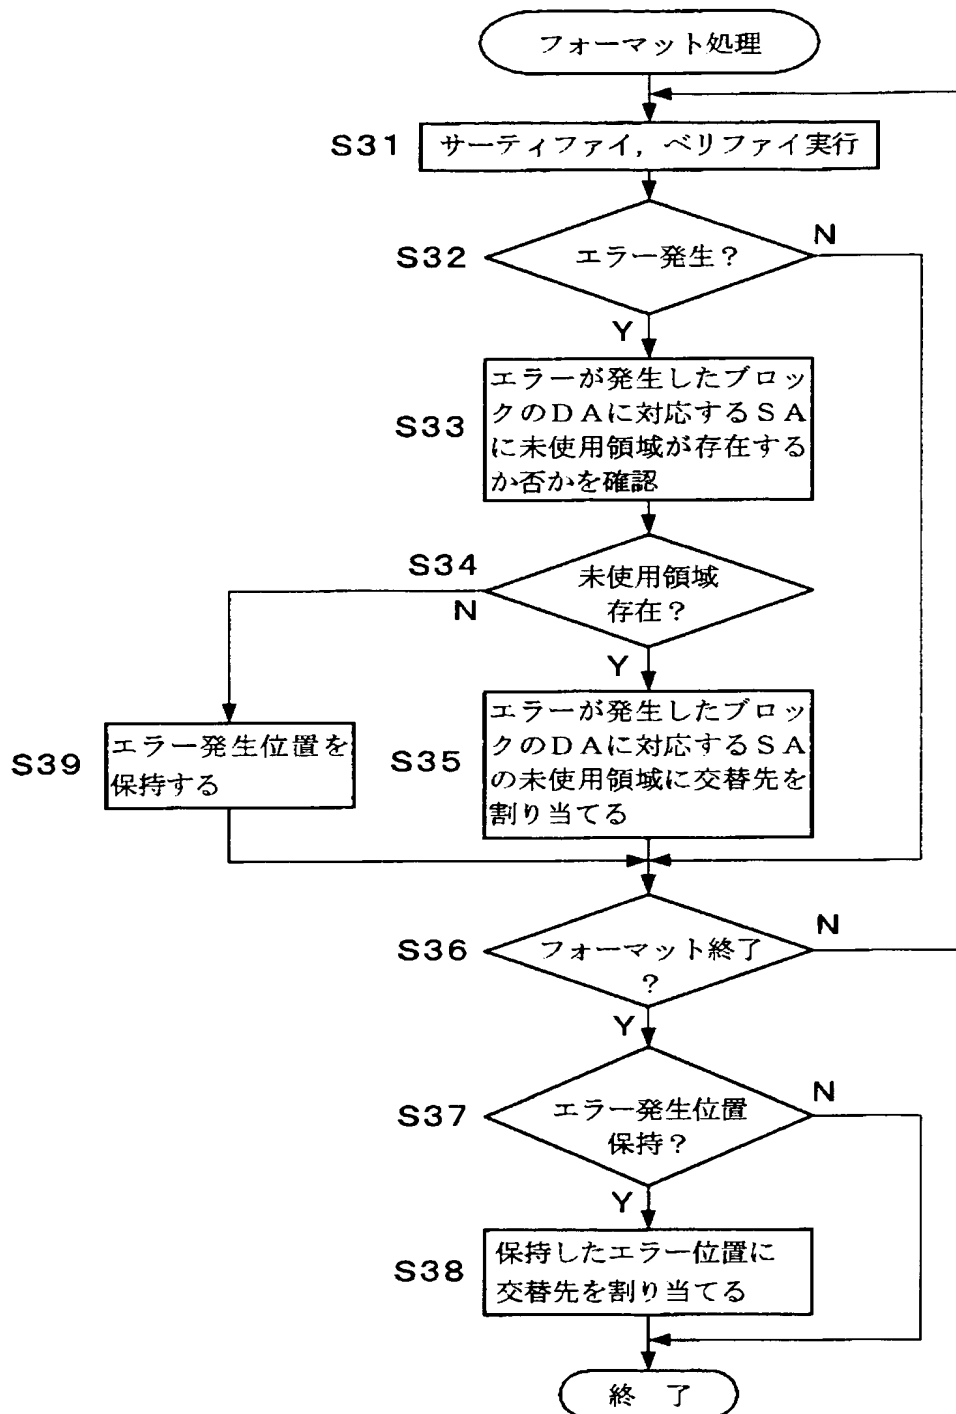 フォーマット処理
S31
サーティファイ，ベリファイ実行
S32
エラー発生？
N
Y
S33
エラーが発生したブロッ
クのＤＡに対応するＳＡ
に未使用領域が存在する
か否かを確認
S34
未使用領域
存在？
N
Y
S39
エラー発生位置を
保持する
S35
エラーが発生したブロッ
クのＤＡに対応するＳＡ
の未使用領域に交替先を
割り当てる
S36
フォーマット終了
？
N
Y
S37
エラー発生位置
保持？
N
Y
S38
保持したエラー位置に
交替先を割り当てる
終 了